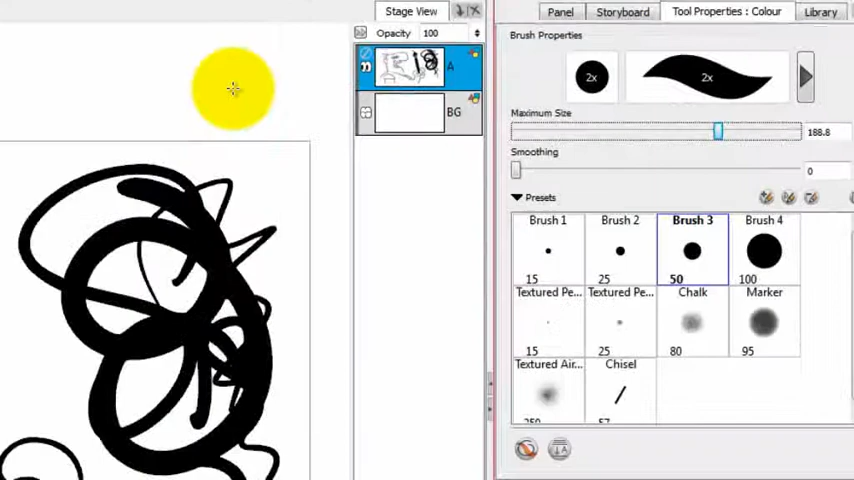 Stage View
Panel
Storyboard
Tool Properties : Colour
Library
Opacity
100
A
BG
Brush Properties
2x
2x
Maximum Size
188.8
Smoothing
0
Presets
Brush 1
Brush 2
Brush 3
Brush 4
15
25
50
100
Textured Pe...
Textured Pe...
Chalk
Marker
15
25
80
95
Textured Air...
Chisel
250
57